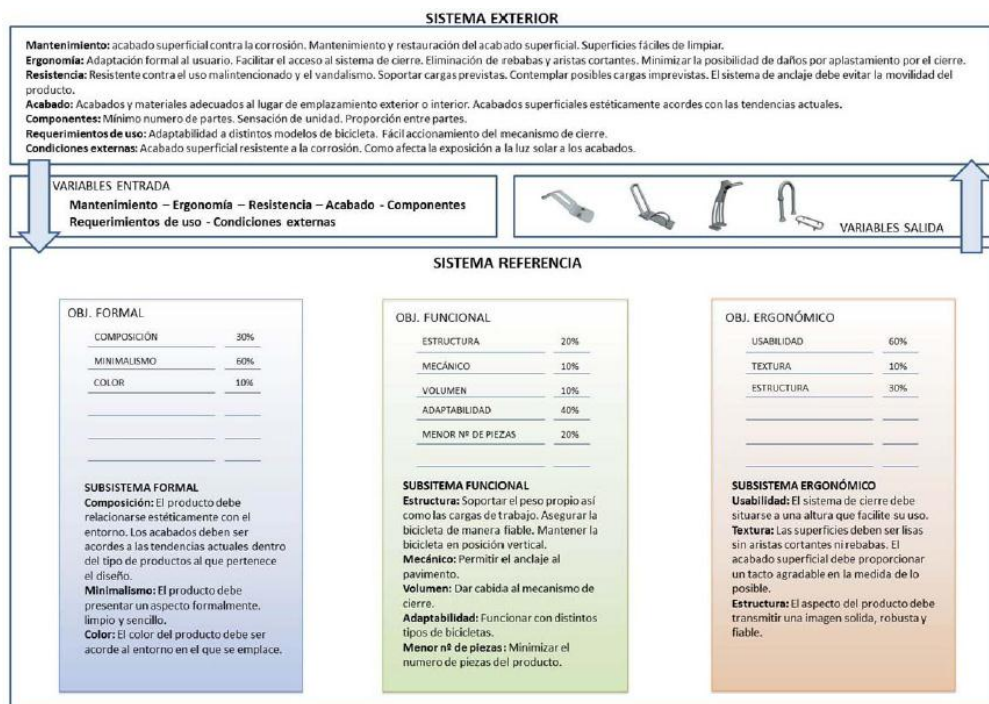 SISTEMA EXTERIOR
Mantenimiento: acabado superficial contra la corrosión. Mantenimiento y restauración del acabado superficial. Superficies fáciles de limpiar.
Ergonomía: Adaptación formal al usuario. Facilitar el acceso al sistema de cierre. Eliminación de rebabas y aristas cortantes. Minimizar la posibilidad de daños por aplastamiento por el cierre.
Resistencia: Resistente contra el uso malintencionado y el vandalismo. Soportar cargas previstas. Contemplar posibles cargas imprevistas. El sistema de anclaje debe evitar la movilidad del
producto.
Acabado: Acabados y materiales adecuados al lugar de emplazamiento exterior o interior. Acabados superficiales estéticamente acordes con las tendencias actuales.
Componentes: Mínimo numero de partes. Sensación de unidad. Proporción entre partes.
Requerimientos de uso: Adaptabilidad a distintos modelos de bicicleta. Fácil accionamiento del mecanismo de cierre.
Condiciones externas: Acabado superficial resistente a la corrosión. Como afecta la exposición a la luz solar a los acabados.
VARIABLES ENTRADA
Mantenimiento – Ergonomía – Resistencia – Acabado - Componentes
Requerimientos de uso - Condiciones externas
VARIABLES SALIDA
SISTEMA REFERENCIA
OBJ. FORMAL
COMPOSICIÓN 30%
MINIMALISMO 60%
COLOR 10%
SUBSISTEMA FORMAL
Composición: El producto debe
relacionarse estéticamente con el
entorno. Los acabados deben ser
acordes a las tendencias actuales dentro
del tipo de productos al que pertenece
el diseño.
Minimalismo: El producto debe
presentar un aspecto formalmente,
limpio y sencillo.
Color: El color del producto debe ser
acorde al entorno en el que se emplace.
OBJ. FUNCIONAL
ESTRUCTURA 20%
MECÁNICO 10%
VOLUMEN 10%
ADAPTABILIDAD 40%
MENOR Nº DE PIEZAS 20%
SUBSITEMA FUNCIONAL
Estructura: Soportar el peso propio así
como las cargas de trabajo. Asegurar la
bicicleta de manera fiable. Mantener la
bicicleta en posición vertical.
Mecánico: Permitir el anclaje al
pavimento.
Volumen: Dar cabida al mecanismo de
cierre.
Adaptabilidad: Funcionar con distintos
tipos de bicicletas.
Menor nº de piezas: Minimizar el
numero de piezas del producto.
OBJ. ERGONÓMICO
USABILIDAD 60%
TEXTURA 10%
ESTRUCTURA 30%
SUBSISTEMA ERGONÓMICO
Usabilidad: El sistema de cierre debe
situarse a una altura que facilite su uso.
Textura: Las superficies deben ser lisas
sin aristas cortantes ni rebabas. El
acabado superficial debe proporcionar
un tacto agradable en la medida de lo
posible.
Estructura: El aspecto del producto debe
transmitir una imagen solida, robusta y
fiable.